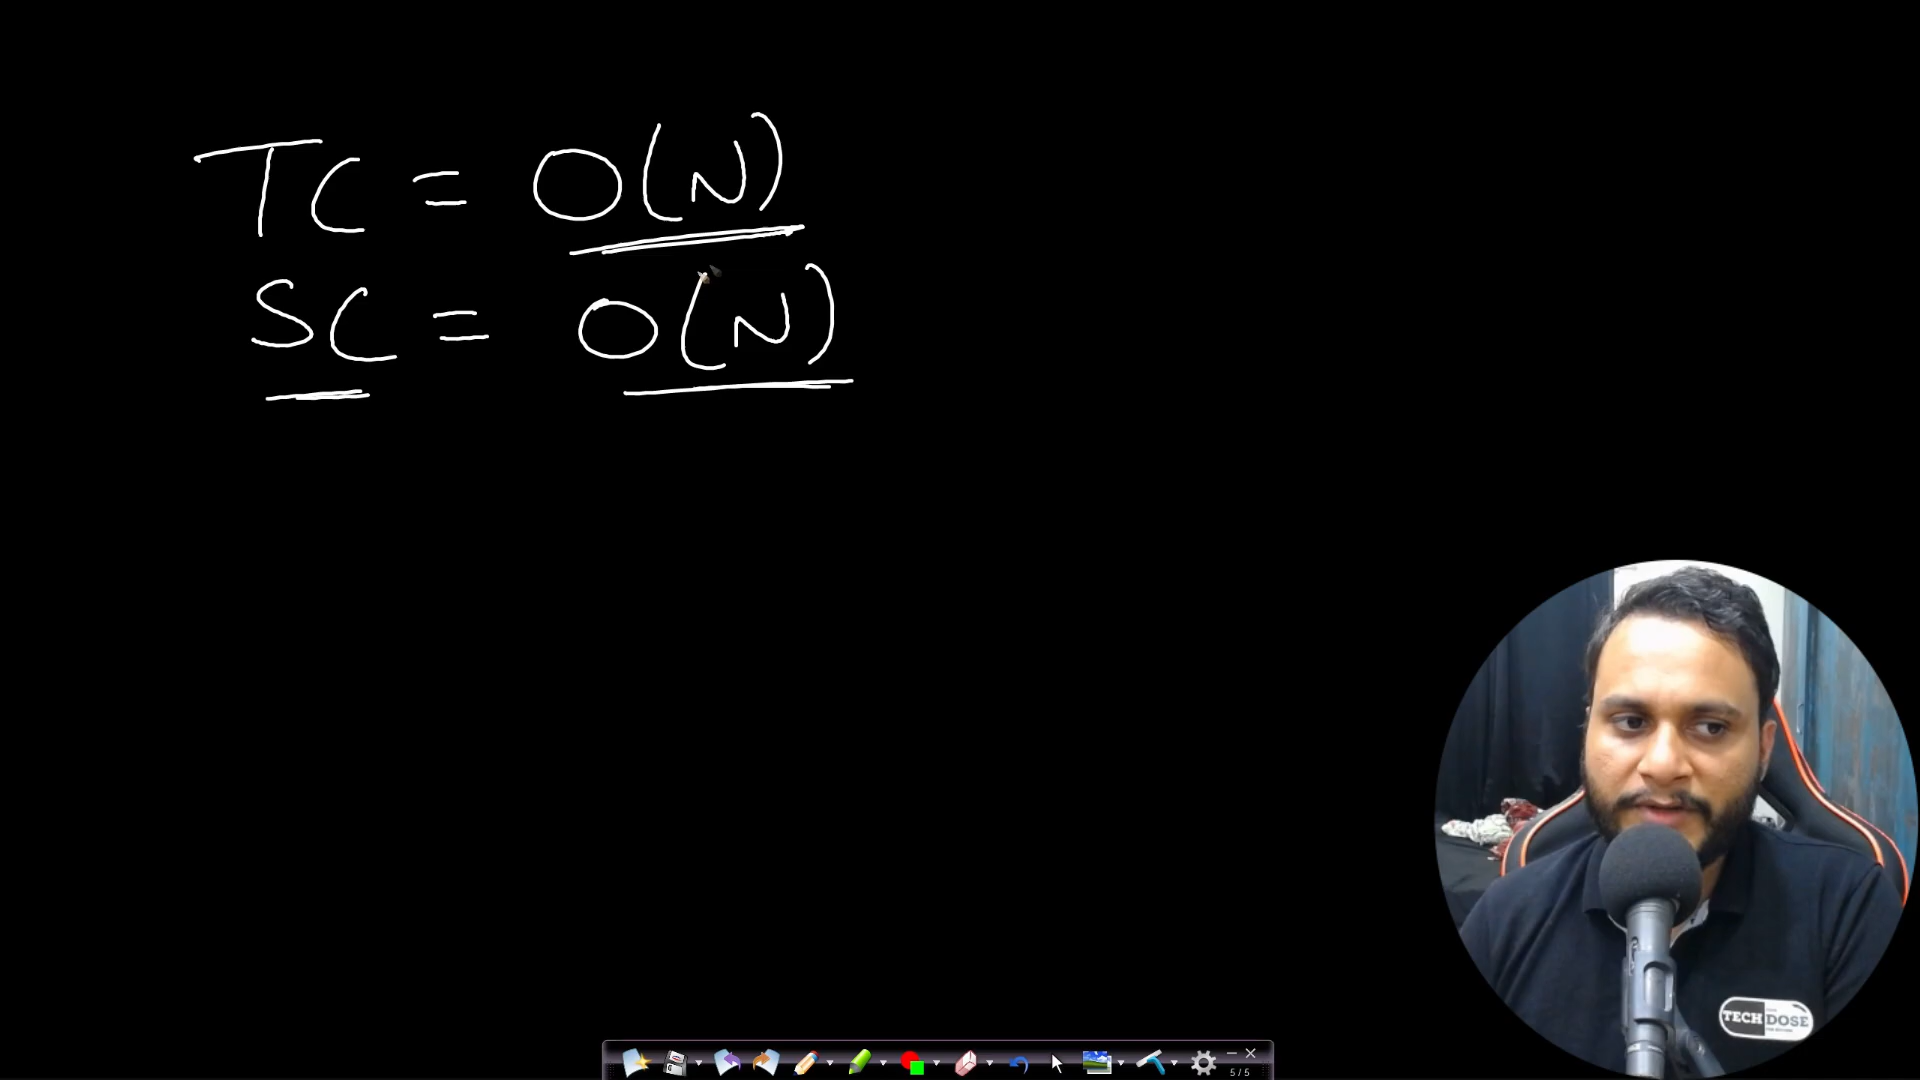 TC = O(N)
SC = O(N)
TECH DOSE
5/5